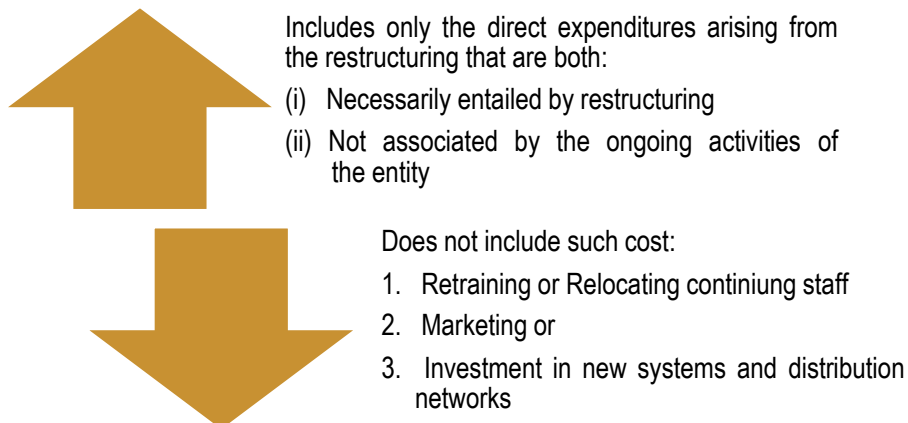 Includes only the direct expenditures arising from
the restructuring that are both:
(i) Necessarily entailed by restructuring
(ii) Not associated by the ongoing activities of
the entity
Does not include such cost:
1. Retraining or Relocating continiung staff
2. Marketing or
3. Investment in new systems and distribution
networks